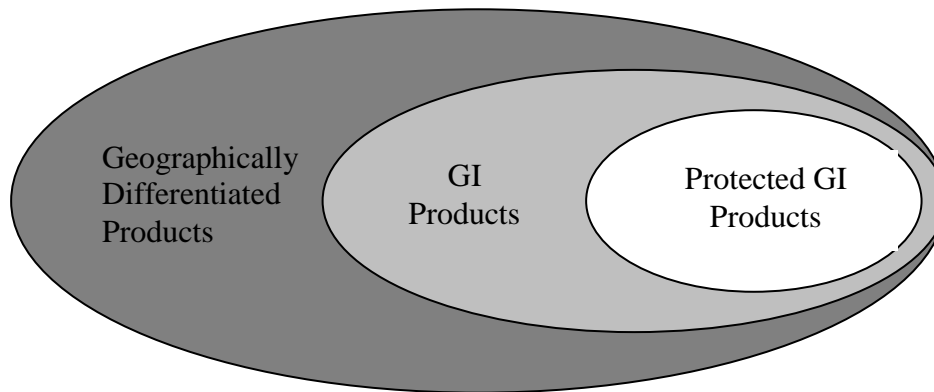 Geographically
Differentiated
Products
GI
Products
Protected GI
Products